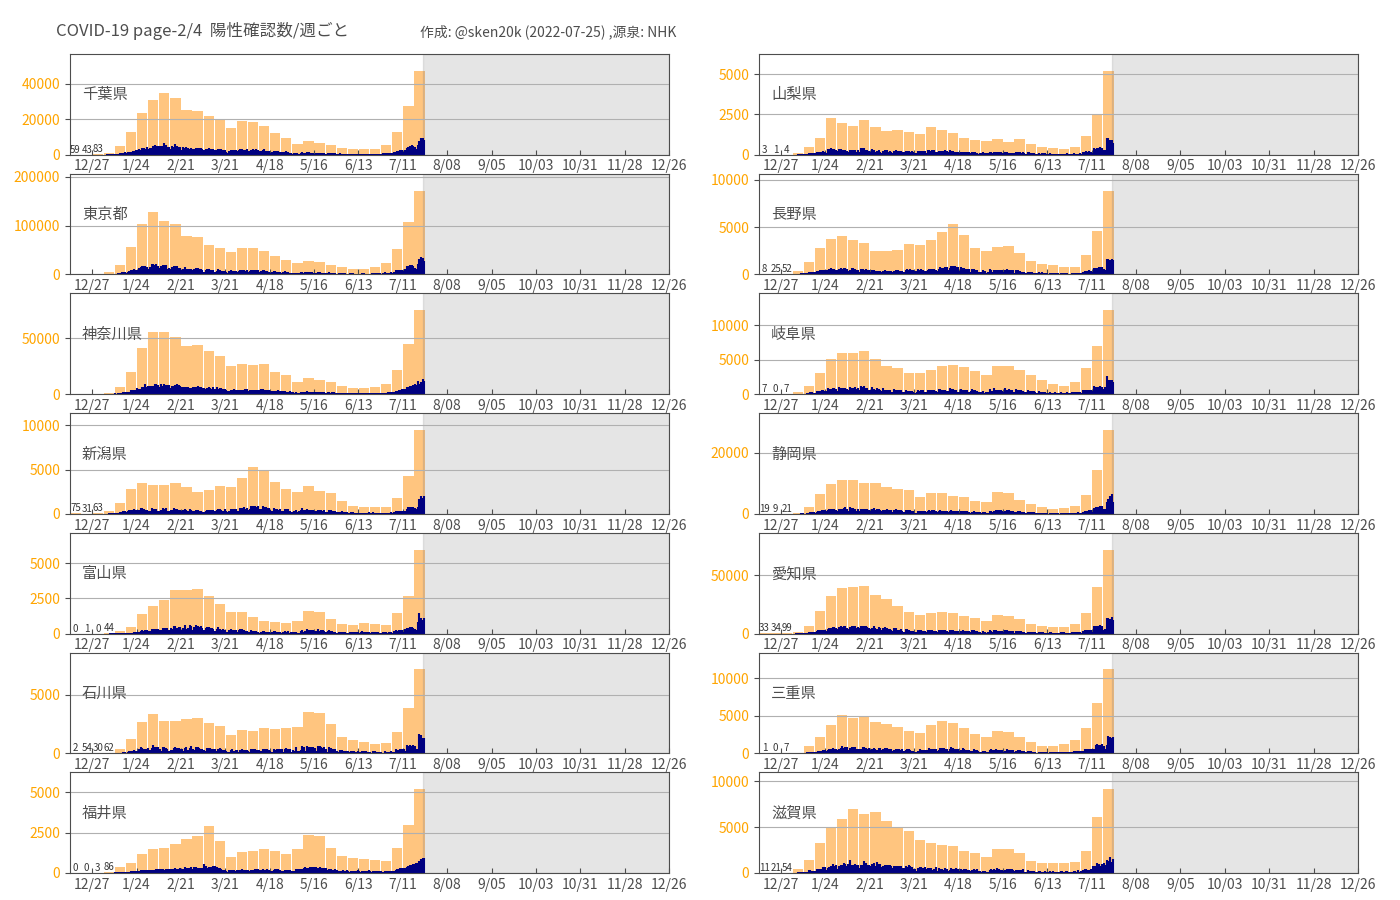 COVID-19 page-2/4 陽性確認数/週ごと
作成: @sken20k (2022-07-25) ,源泉: NHK
40000
20000
0
千葉県
59 43 83
12/27 1/24 2/21 3/21 4/18 5/16 6/13 7/11 8/08 9/05 10/03 10/31 11/28 12/26
5000
2500
0
山梨県
3 1 4
12/27 1/24 2/21 3/21 4/18 5/16 6/13 7/11 8/08 9/05 10/03 10/31 11/28 12/26
200000
100000
0
東京都
12/27 1/24 2/21 3/21 4/18 5/16 6/13 7/11 8/08 9/05 10/03 10/31 11/28 12/26
10000
5000
0
長野県
8 25 52
12/27 1/24 2/21 3/21 4/18 5/16 6/13 7/11 8/08 9/05 10/03 10/31 11/28 12/26
50000
0
神奈川県
12/27 1/24 2/21 3/21 4/18 5/16 6/13 7/11 8/08 9/05 10/03 10/31 11/28 12/26
10000
5000
0
岐阜県
7 0 7
12/27 1/24 2/21 3/21 4/18 5/16 6/13 7/11 8/08 9/05 10/03 10/31 11/28 12/26
10000
5000
0
新潟県
75 31 63
12/27 1/24 2/21 3/21 4/18 5/16 6/13 7/11 8/08 9/05 10/03 10/31 11/28 12/26
20000
0
静岡県
19 9 21
12/27 1/24 2/21 3/21 4/18 5/16 6/13 7/11 8/08 9/05 10/03 10/31 11/28 12/26
5000
2500
0
富山県
0 1 0 44
12/27 1/24 2/21 3/21 4/18 5/16 6/13 7/11 8/08 9/05 10/03 10/31 11/28 12/26
50000
0
愛知県
33 34 99
12/27 1/24 2/21 3/21 4/18 5/16 6/13 7/11 8/08 9/05 10/03 10/31 11/28 12/26
5000
0
石川県
2 54 30 62
12/27 1/24 2/21 3/21 4/18 5/16 6/13 7/11 8/08 9/05 10/03 10/31 11/28 12/26
10000
5000
0
三重県
1 0 7
12/27 1/24 2/21 3/21 4/18 5/16 6/13 7/11 8/08 9/05 10/03 10/31 11/28 12/26
5000
2500
0
福井県
0 0 3 86
12/27 1/24 2/21 3/21 4/18 5/16 6/13 7/11 8/08 9/05 10/03 10/31 11/28 12/26
10000
5000
0
滋賀県
11 21 54
12/27 1/24 2/21 3/21 4/18 5/16 6/13 7/11 8/08 9/05 10/03 10/31 11/28 12/26